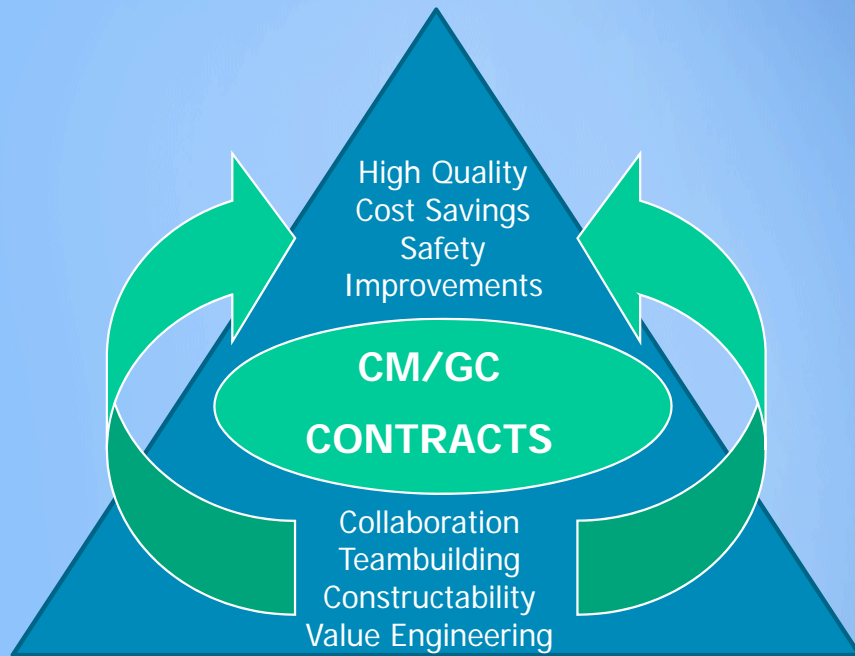 High Quality
Cost Savings
Safety
Improvements
CM/GC
CONTRACTS
Collaboration
Teambuilding
Constructability
Value Engineering